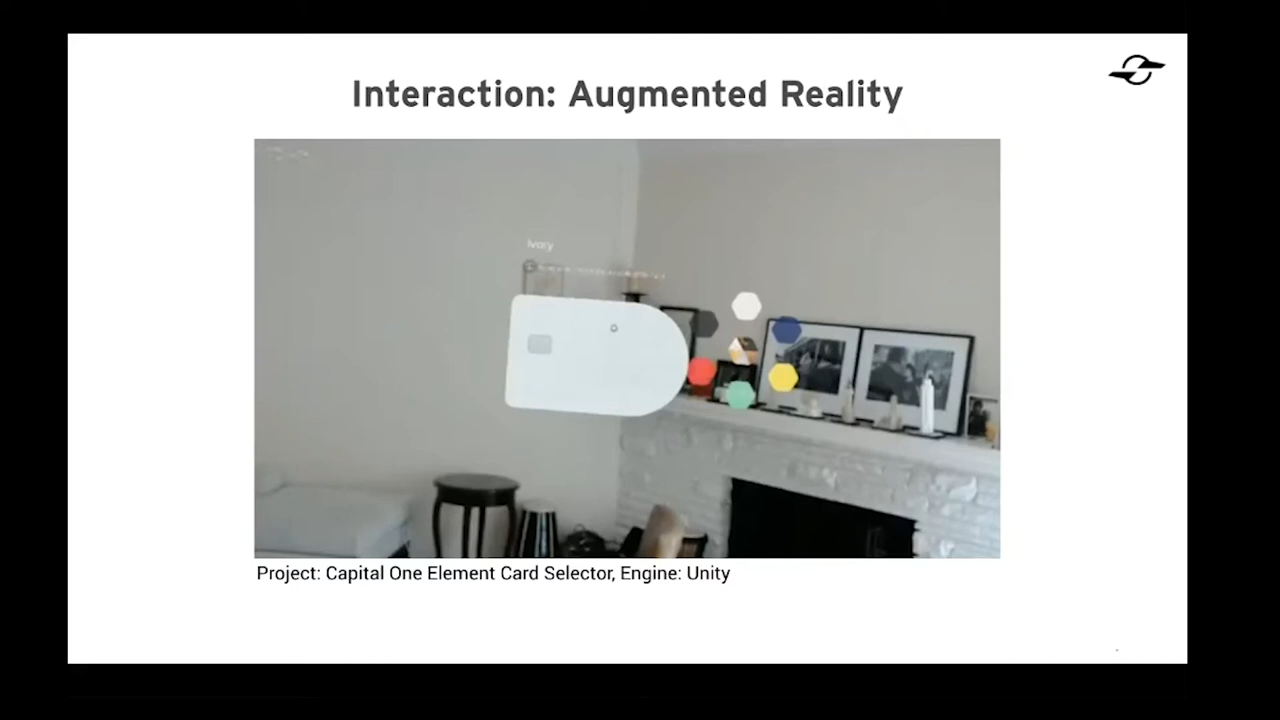 Interaction: Augmented Reality
Ivory
Project: Capital One Element Card Selector, Engine: Unity